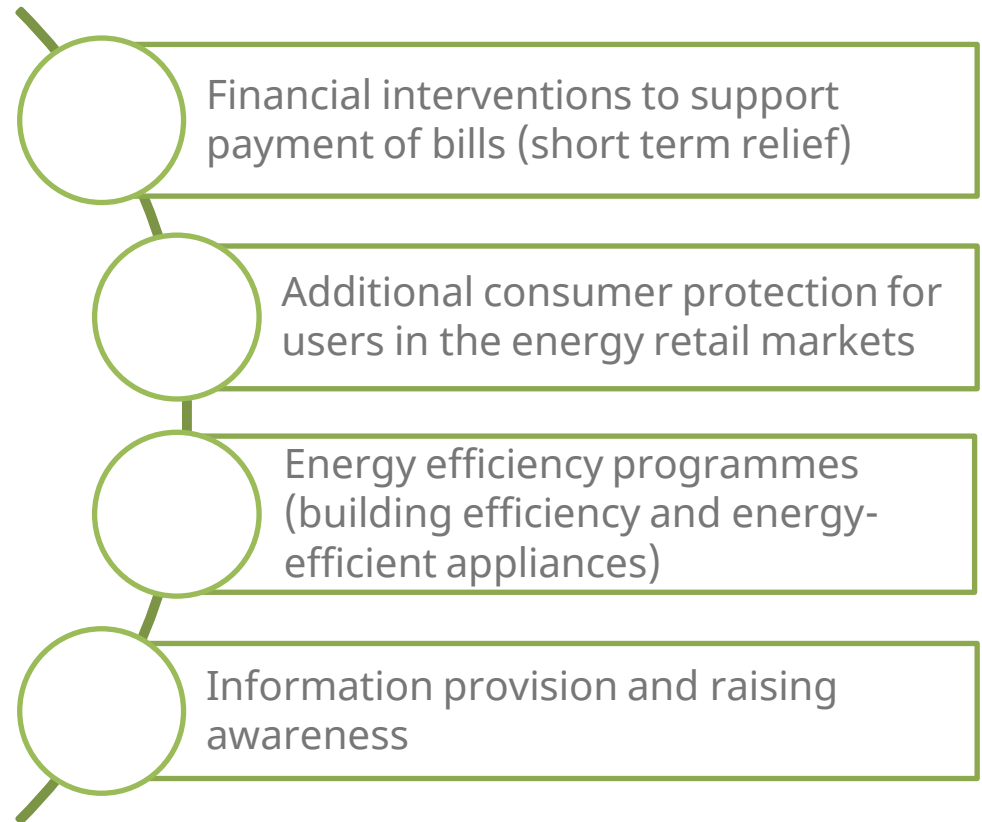 Financial interventions to support
payment of bills (short term relief)
Additional consumer protection for
users in the energy retail markets
Energy efficiency programmes
(building efficiency and energy-
efficient appliances)
Information provision and raising
awareness